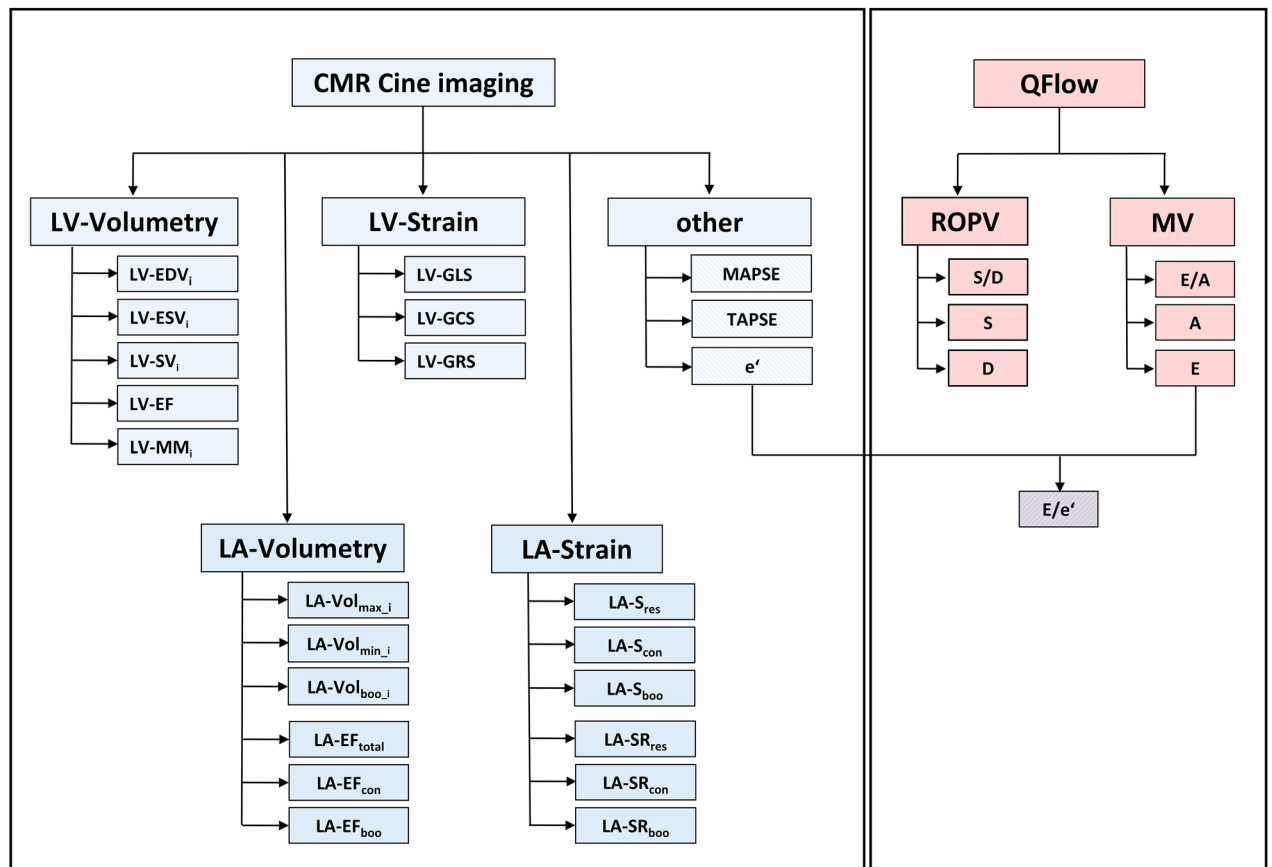 CMR Cine imaging
LV-Volumetry
LV-EDVi
LV-ESVi
LV-SVi
LV-EF
LV-MMi
LV-Strain
LV-GLS
LV-GCS
LV-GRS
other
MAPSE
TAPSE
e‘
LA-Volumetry
LA-Volmax_i
LA-Volmin_i
LA-Volboo_i
LA-EFtotal
LA-EFcon
LA-EFboo
LA-Strain
LA-Sres
LA-Scon
LA-Sboo
LA-SRres
LA-SRcon
LA-SRboo
QFlow
ROPV
S/D
S
D
MV
E/A
A
E
E/e‘